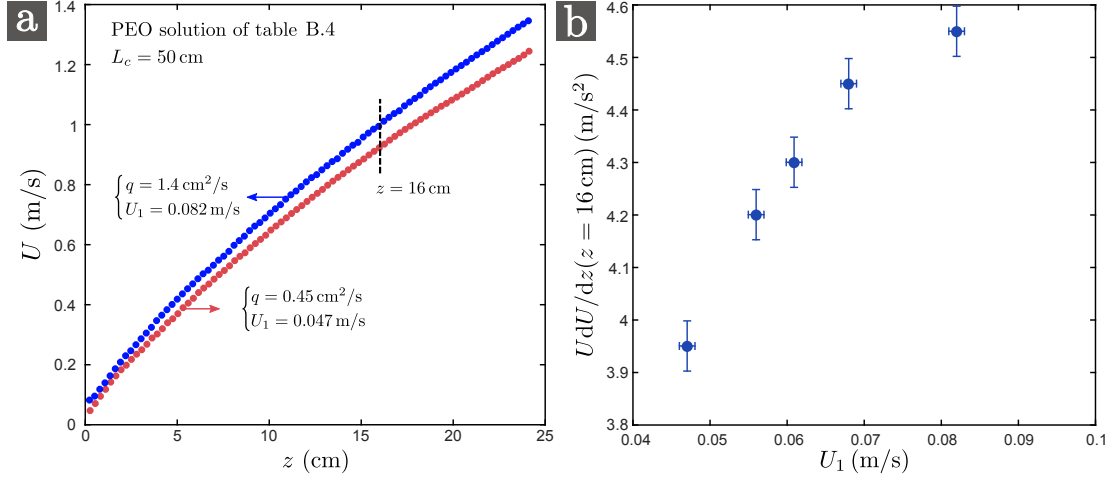 a
PEO solution of table B.4
L_c = 50 cm
z = 16 cm
q = 1.4 cm²/s
U₁ = 0.082 m/s
q = 0.45 cm²/s
U₁ = 0.047 m/s
U (m/s)
0
0.2
0.4
0.6
0.8
1
1.2
1.4
0
5
10
15
20
25
z (cm)
b
U dU/dz(z = 16 cm) (m/s²)
3.8
3.9
4
4.1
4.2
4.3
4.4
4.5
4.6
0.04
0.05
0.06
0.07
0.08
0.09
0.1
U₁ (m/s)